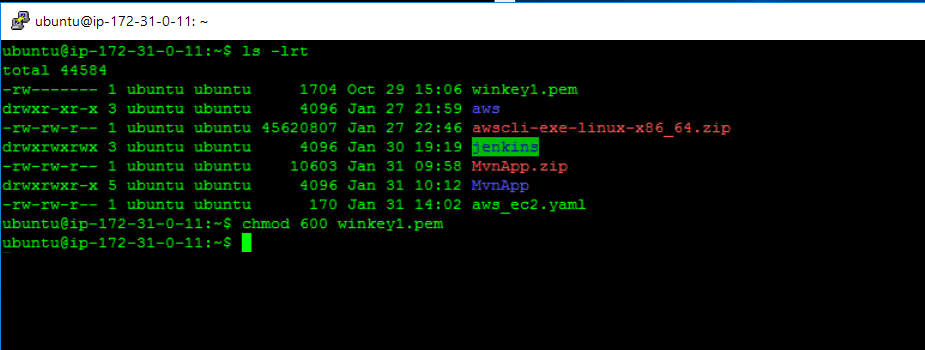 ubuntu@ip-172-31-0-11: ~
ubuntu@ip-172-31-0-11:~$ ls -lrt
total 44584
-rw------- 1 ubuntu ubuntu     1704 Oct 29 15:06 winkey1.pem
drwxr-xr-x 3 ubuntu ubuntu     4096 Jan 27 21:59 aws
-rw-rw-r-- 1 ubuntu ubuntu 45620807 Jan 27 22:46 awscli-exe-linux-x86_64.zip
drwxrwxrwx 3 ubuntu ubuntu     4096 Jan 30 19:19 jenkins
-rw-rw-r-- 1 ubuntu ubuntu    10603 Jan 31 09:58 MvnApp.zip
drwxrwxr-x 5 ubuntu ubuntu     4096 Jan 31 10:12 MvnApp
-rw-rw-r-- 1 ubuntu ubuntu      170 Jan 31 14:02 aws_ec2.yaml
ubuntu@ip-172-31-0-11:~$ chmod 600 winkey1.pem
ubuntu@ip-172-31-0-11:~$